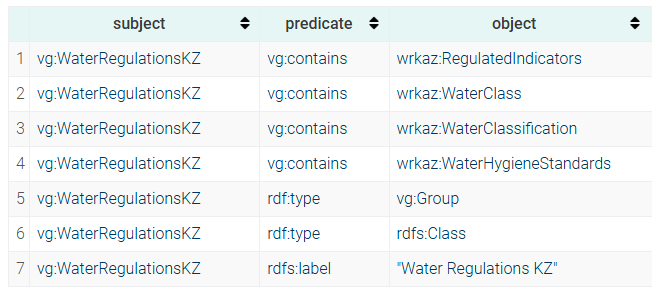 subject predicate object
1 vg:WaterRegulationsKZ vg:contains wrkaz:RegulatedIndicators
2 vg:WaterRegulationsKZ vg:contains wrkaz:WaterClass
3 vg:WaterRegulationsKZ vg:contains wrkaz:WaterClassification
4 vg:WaterRegulationsKZ vg:contains wrkaz:WaterHygieneStandards
5 vg:WaterRegulationsKZ rdf:type vg:Group
6 vg:WaterRegulationsKZ rdf:type rdfs:Class
7 vg:WaterRegulationsKZ rdfs:label "Water Regulations KZ"